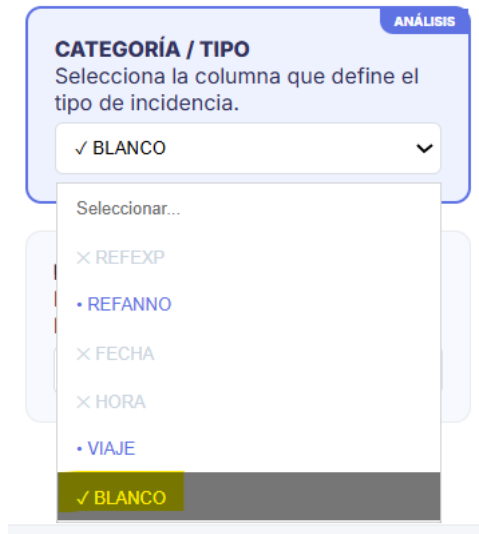 ANÁLISIS
CATEGORÍA / TIPO
Selecciona la columna que define el
tipo de incidencia.
✓ BLANCO
Seleccionar...
× REFEXP
• REFANNO
× FECHA
× HORA
• VIAJE
✓ BLANCO